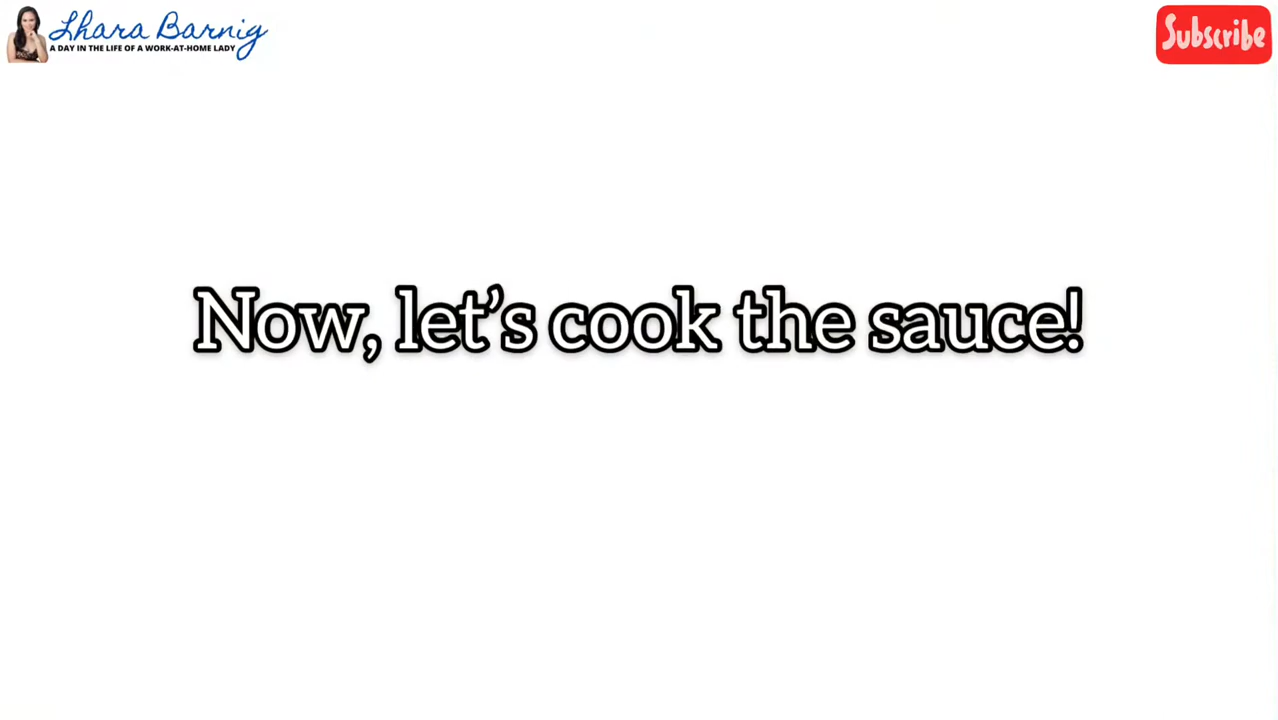 Lhara Barnig
A DAY IN THE LIFE OF A WORK-AT-HOME LADY
Subscribe
Now, let’s cook the sauce!